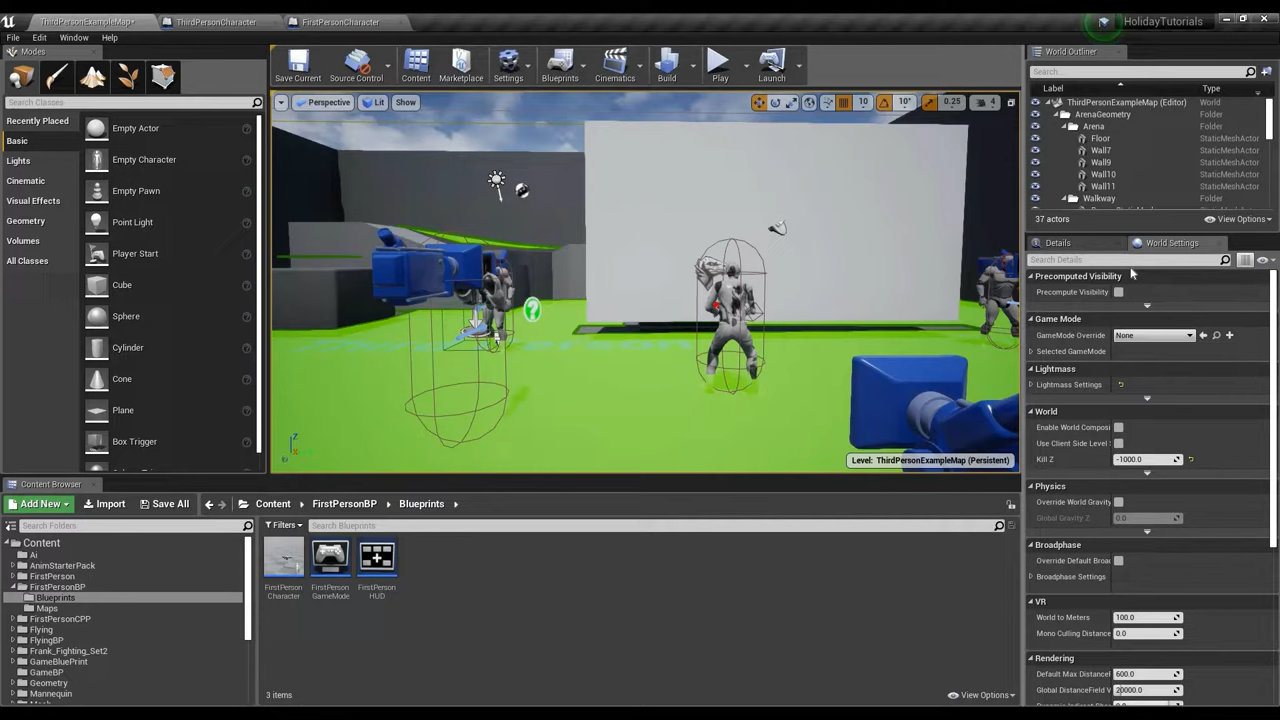 ThirdPersonExampleMap*
ThirdPersonCharacter
FirstPersonCharacter
HolidayTutorials
File Edit Window Help
Modes
Search Classes
Recently Placed
Basic
Lights
Cinematic
Visual Effects
Geometry
Volumes
All Classes
Empty Actor
Empty Character
Empty Pawn
Point Light
Player Start
Cube
Sphere
Cylinder
Cone
Plane
Box Trigger
Save Current
Source Control
Content
Marketplace
Settings
Blueprints
Cinematics
Build
Play
Launch
Perspective
Lit
Show
10
10°
0.25
4
Level: ThirdPersonExampleMap (Persistent)
World Outliner
Search...
Label Type
ThirdPersonExampleMap (Editor) World
ArenaGeometry Folder
Arena Folder
Floor StaticMeshActor
Wall7 StaticMeshActor
Wall9 StaticMeshActor
Wall10 StaticMeshActor
Wall11 StaticMeshActor
Walkway Folder
37 actors
View Options
Details
World Settings
Search Details
Precomputed Visibility
Precompute Visibility
Game Mode
GameMode Override None
Selected GameMode
Lightmass
Lightmass Settings
World
Enable World Composi
Use Client Side Level
Kill Z -1000.0
Physics
Override World Gravity
Global Gravity Z 0.0
Broadphase
Override Default Broa
Broadphase Settings
VR
World to Meters 100.0
Mono Culling Distance 0.0
Rendering
Default Max Distance 600.0
Global DistanceField V 20000.0
Content Browser
Add New
Import
Save All
Content
FirstPersonBP
Blueprints
Search Folders
Filters
Search Blueprints
Content
Ai
AnimStarterPack
FirstPerson
FirstPersonBP
Blueprints
Maps
FirstPersonCPP
Flying
FlyingBP
Frank_Fighting_Set2
GameBluePrint
GameBP
Geometry
Mannequin
FirstPerson
Character
FirstPerson
GameMode
FirstPerson
HUD
3 items
View Options